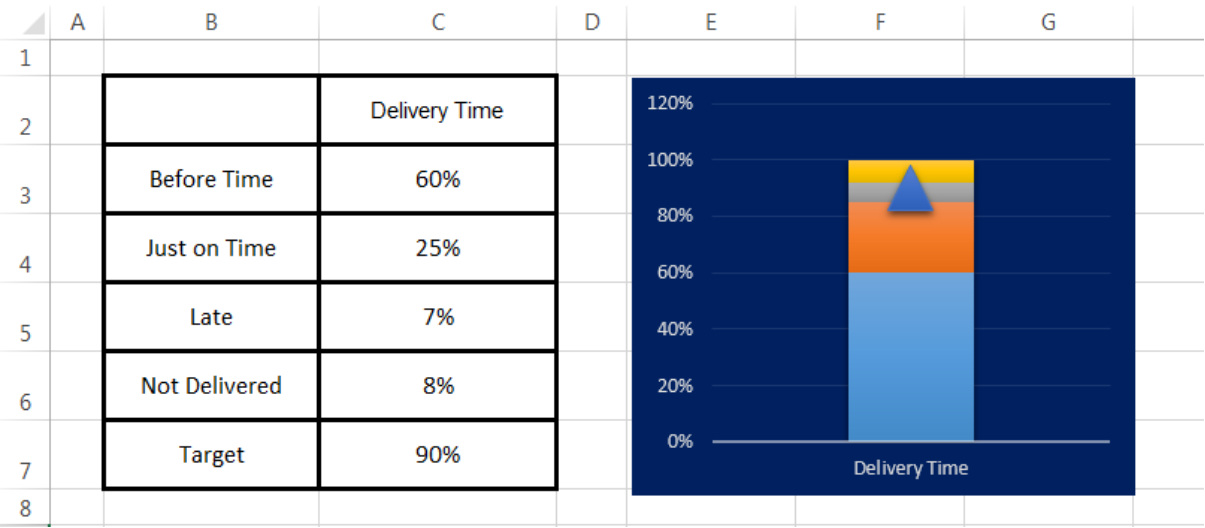 A B C D E F G
1
2 Delivery Time
3 Before Time 60%
4 Just on Time 25%
5 Late 7%
6 Not Delivered 8%
7 Target 90%
8
120%
100%
80%
60%
40%
20%
0%
Delivery Time